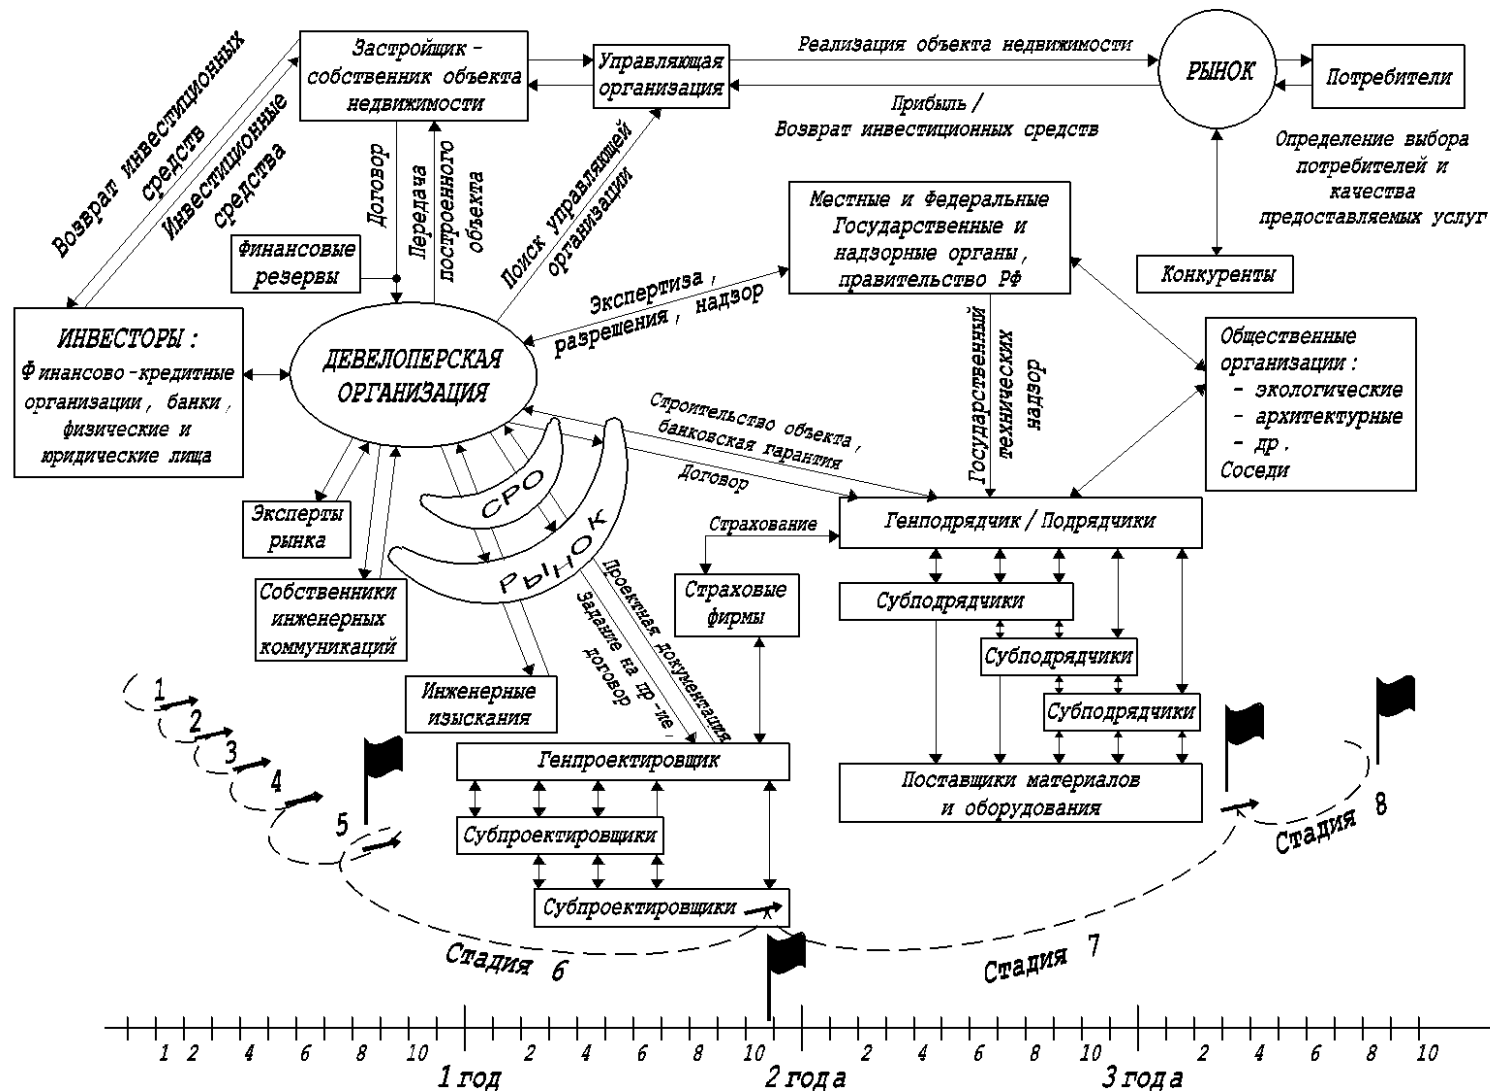 Застройщик -
собственник объекта
недвижимости
Управляющая
организация
Реализация объекта недвижимости
Прибыль /
Возврат инвестиционных средств
РЫНОК
Потребители
Определение выбора
потребителей и
качества
предоставляемых услуг
Конкуренты
Возврат инвестиционных
средств
Инвестиционные
средства
Договор
Передача
построенного
объекта
Поиск управляющей
организации
Финансовые
резервы
Местные и Федеральные
Государственные и
надзорные органы,
правительство РФ
Экспертиза,
разрешения, надзор
ИНВЕСТОРЫ:
Финансово-кредитные
организации, банки,
физические и
юридические лица
ДЕВЕЛОПЕРСКАЯ
ОРГАНИЗАЦИЯ
Государственный
технических
надзор
Общественные
организации:
- экологические
- архитектурные
- др.
Соседи
Строительство объекта,
банковская гарантия
Договор
СРО
РЫНОК
Эксперты
рынка
Собственники
инженерных
коммуникаций
Инженерные
изыскания
Задание на пр-ие,
договор
Проектная документация
Страхование
Страховые
фирмы
Генподрядчик / Подрядчики
Субподрядчики
Субподрядчики
Субподрядчики
Поставщики материалов
и оборудования
Генпроектировщик
Субпроектировщики
Субпроектировщики
1
2
3
4
5
Стадия 6
Стадия 7
Стадия 8
1 2 4 6 8 10 2 4 6 8 10 2 4 6 8 10 2 4 6 8 10
1 год 2 года 3 года